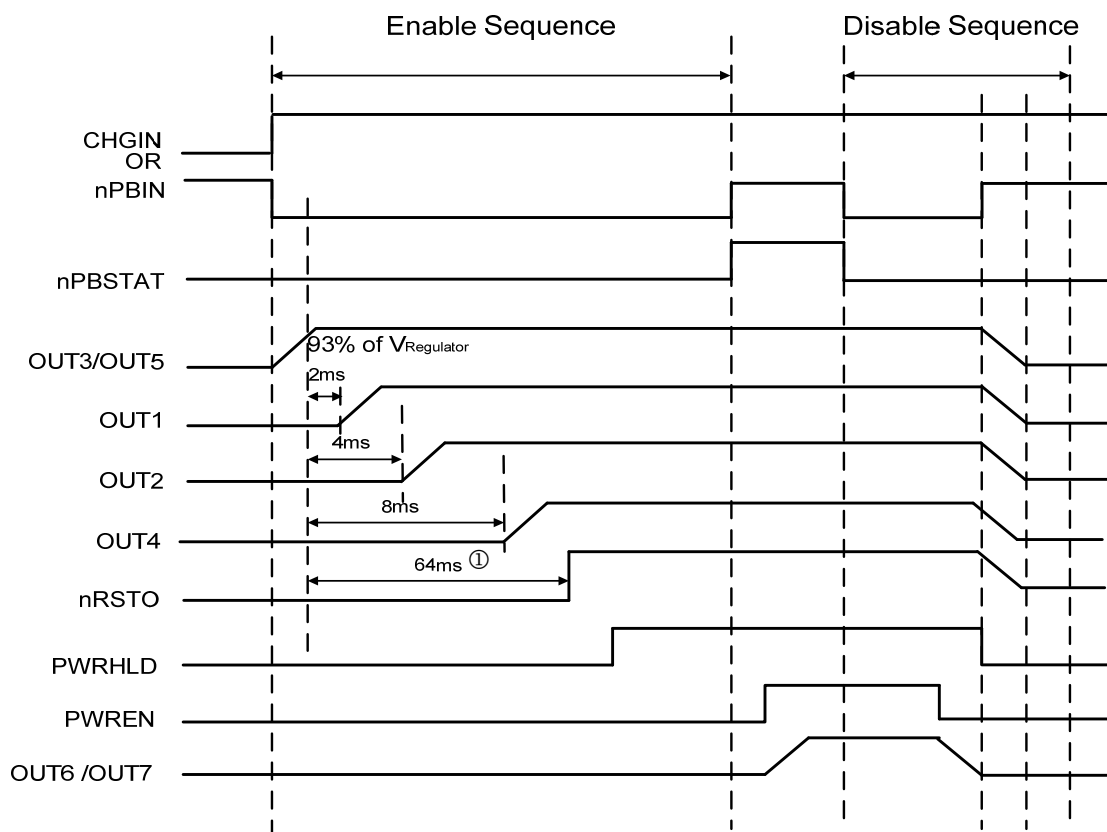 Enable Sequence
Disable Sequence
CHGIN
OR
nPBIN
nPBSTAT
93% of VRegulator
OUT3/OUT5
2ms
OUT1
4ms
OUT2
8ms
OUT4
64ms ①
nRSTO
PWRHLD
PWREN
OUT6 /OUT7